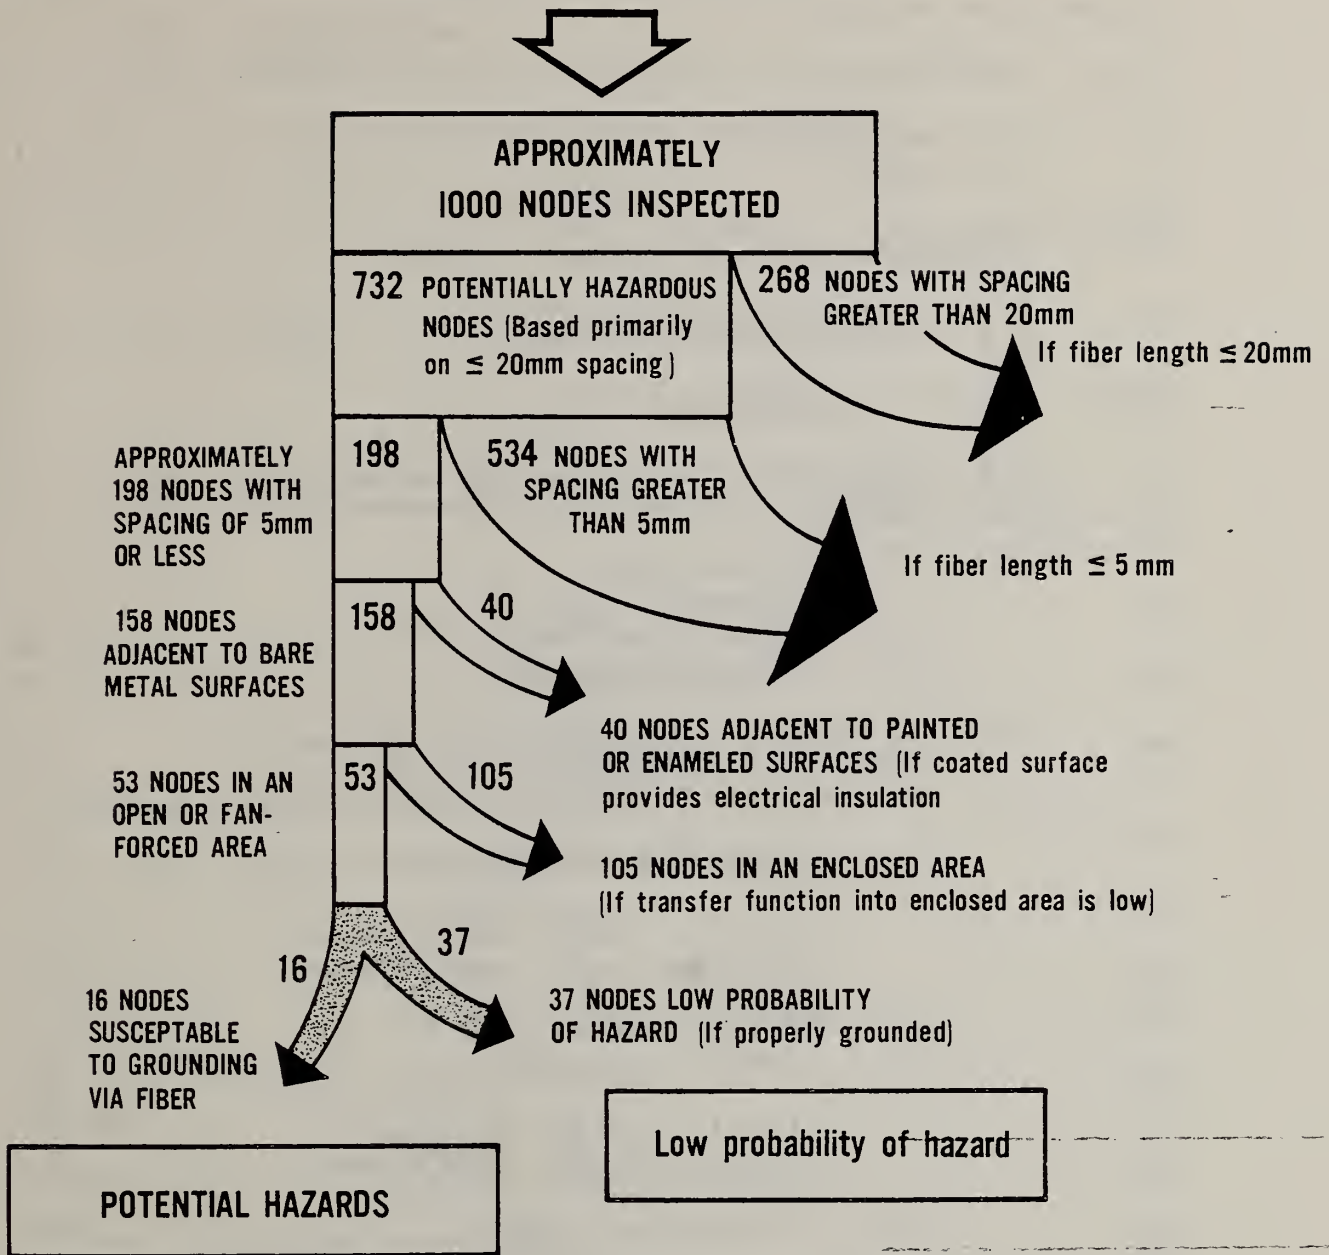 APPROXIMATELY
1000 NODES INSPECTED
732 POTENTIALLY HAZARDOUS
NODES (Based primarily
on ≤ 20mm spacing)
268 NODES WITH SPACING
GREATER THAN 20mm
If fiber length ≤ 20mm
APPROXIMATELY
198 NODES WITH
SPACING OF 5mm
OR LESS
198
534 NODES WITH
SPACING GREATER
THAN 5mm
If fiber length ≤ 5 mm
158 NODES
ADJACENT TO BARE
METAL SURFACES
158
40
40 NODES ADJACENT TO PAINTED
OR ENAMELED SURFACES (If coated surface
provides electrical insulation
53 NODES IN AN
OPEN OR FAN-
FORCED AREA
53
105
105 NODES IN AN ENCLOSED AREA
(If transfer function into enclosed area is low)
16
37
16 NODES
SUSCEPTABLE
TO GROUNDING
VIA FIBER
37 NODES LOW PROBABILITY
OF HAZARD (If properly grounded)
POTENTIAL HAZARDS
Low probability of hazard